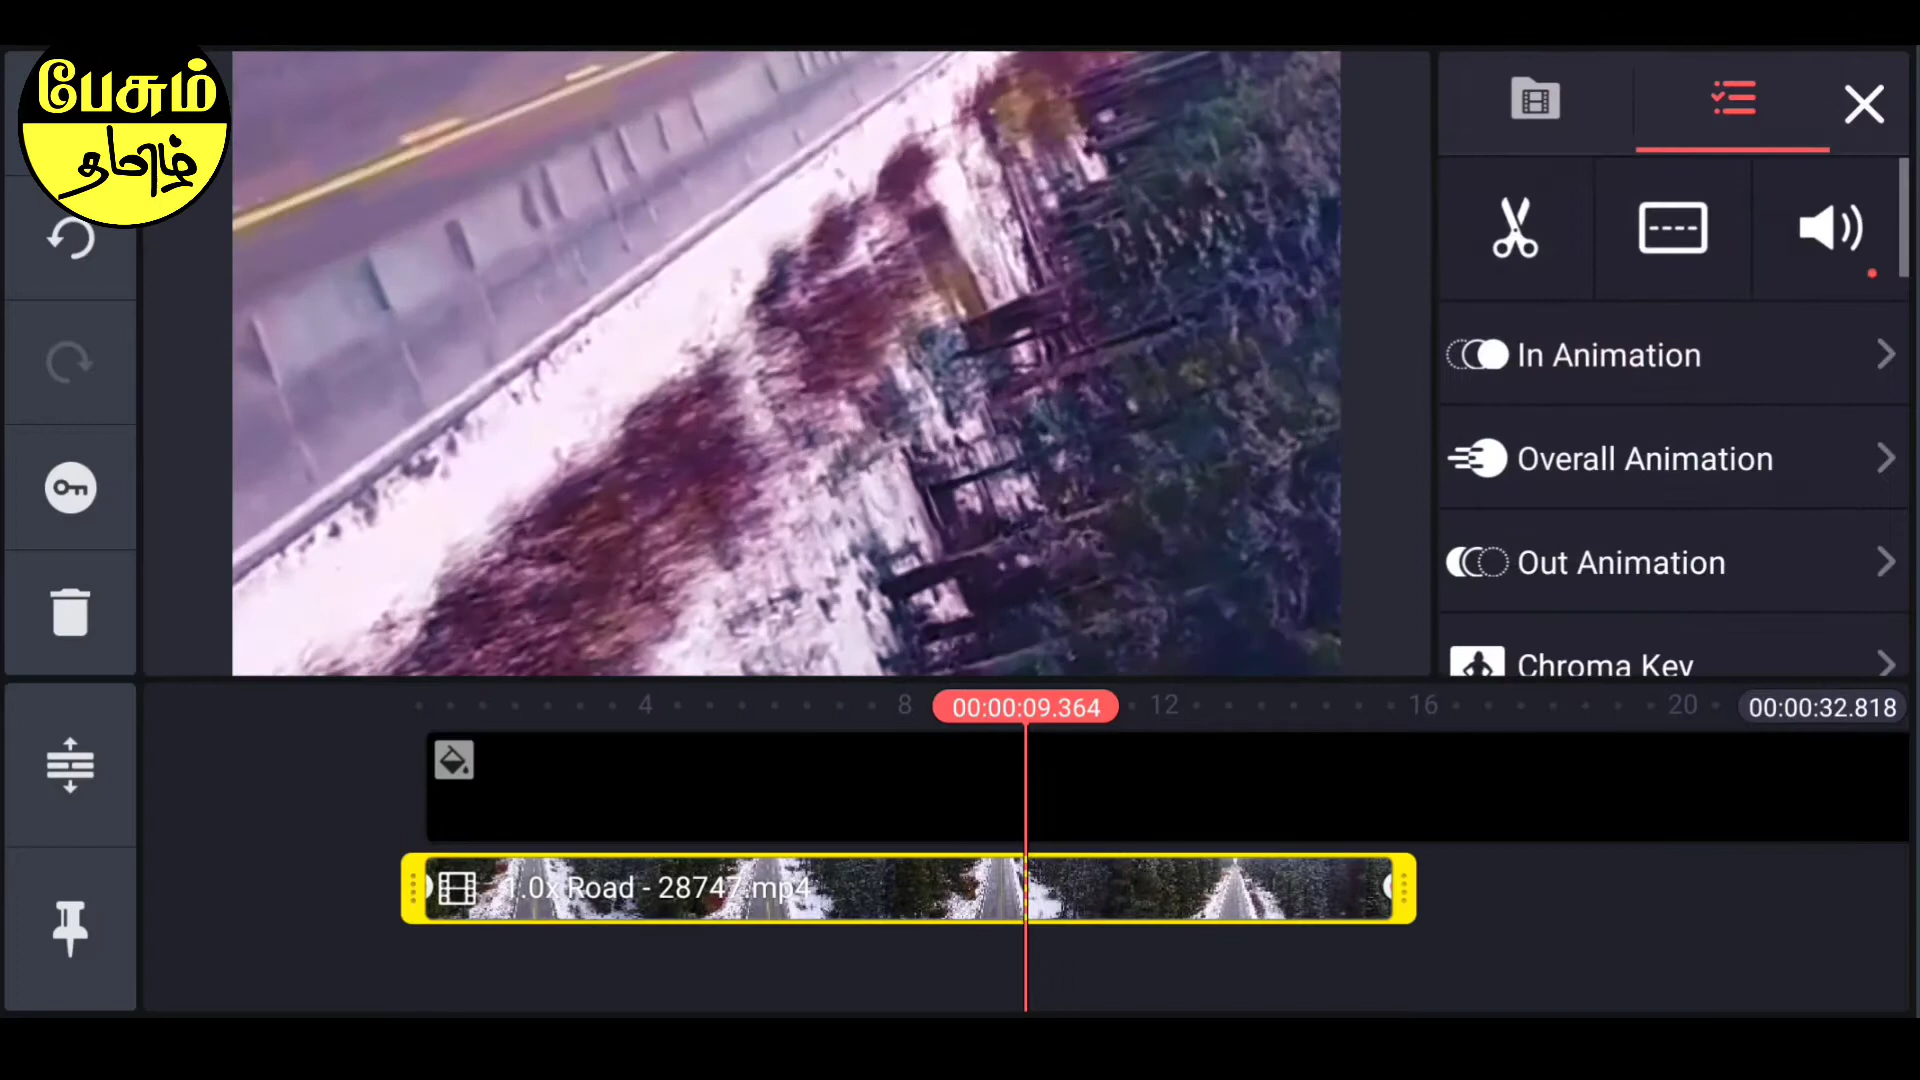 பேசும்
தமிழ்
In Animation
Overall Animation
Out Animation
Chroma Key
4
8
00:00:09.364
12
16
20
00:00:32.818
1.0x Road - 28747.mp4